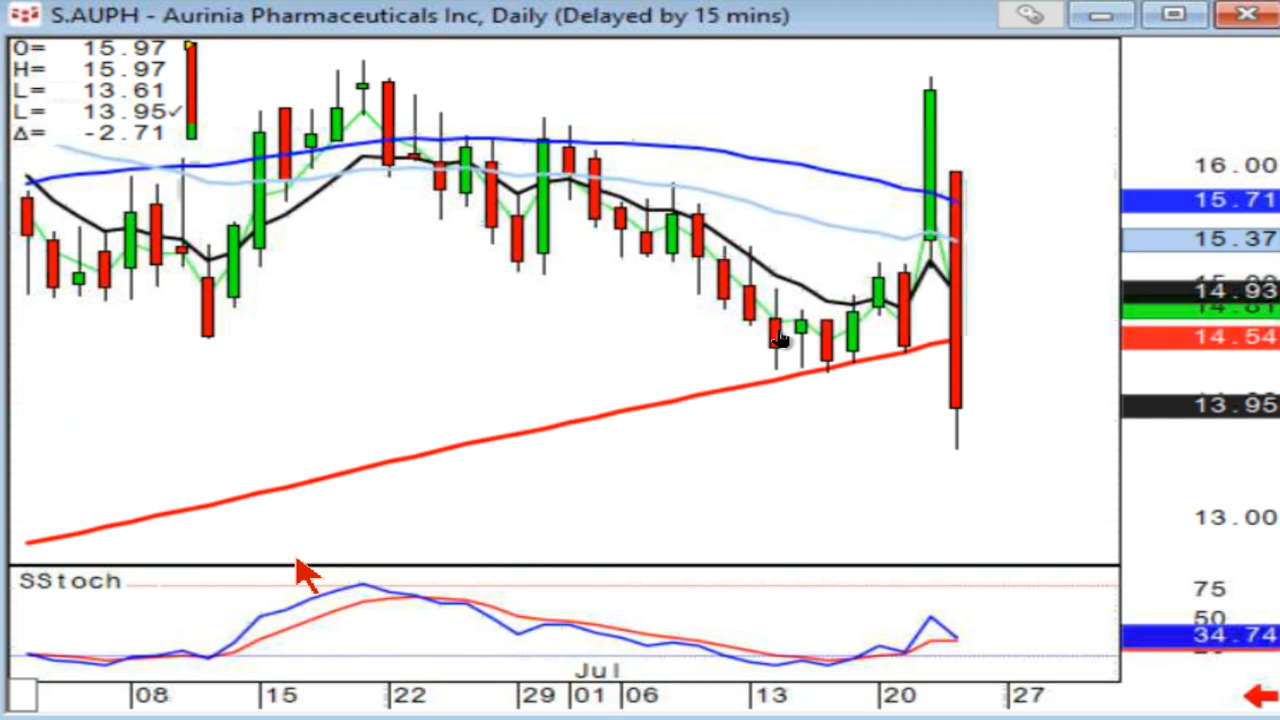 S.AUPH - Aurinia Pharmaceuticals Inc, Daily (Delayed by 15 mins)
O= 15.97
H= 15.97
L= 13.61
L= 13.95✓
Δ= -2.71
16.00
15.71
15.37
14.93
14.54
13.95
13.00
SStoch
75
50
34.74
Jul
08 15 22 29 01 06 13 20 27